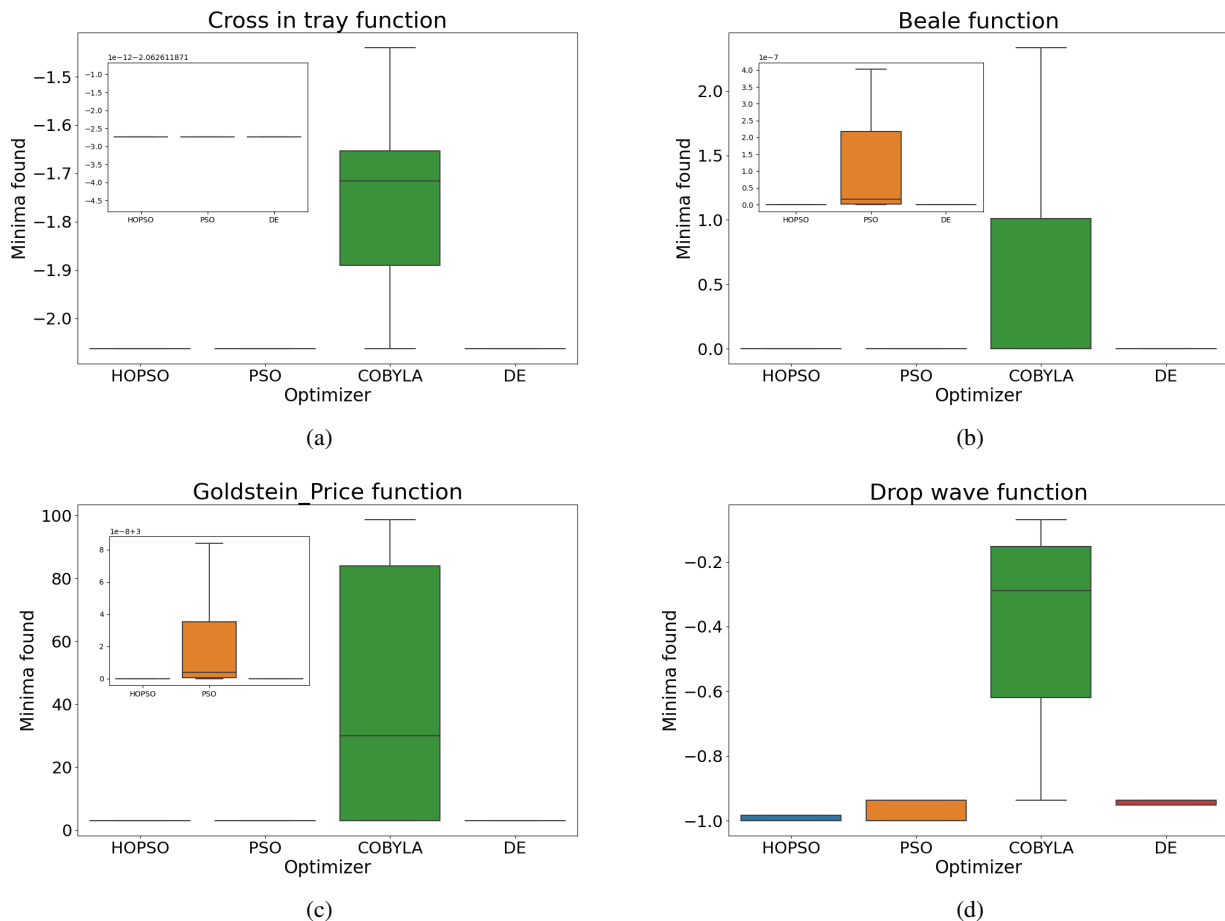 Cross in tray function
1e−12−2.062611871
−1.0
−1.5
−2.0
−2.5
−3.0
−3.5
−4.0
−4.5
HOPSO PSO DE
−1.5
−1.6
−1.7
−1.8
−1.9
−2.0
Minima found
HOPSO PSO COBYLA DE
Optimizer
(a)
Beale function
1e−7
4.0
3.5
3.0
2.5
2.0
1.5
1.0
0.5
0.0
HOPSO PSO DE
2.0
1.5
1.0
0.5
0.0
Minima found
HOPSO PSO COBYLA DE
Optimizer
(b)
Goldstein_Price function
1e−8+3
8
6
4
2
0
HOPSO PSO
100
80
60
40
20
0
Minima found
HOPSO PSO COBYLA DE
Optimizer
(c)
Drop wave function
−0.2
−0.4
−0.6
−0.8
−1.0
Minima found
HOPSO PSO COBYLA DE
Optimizer
(d)